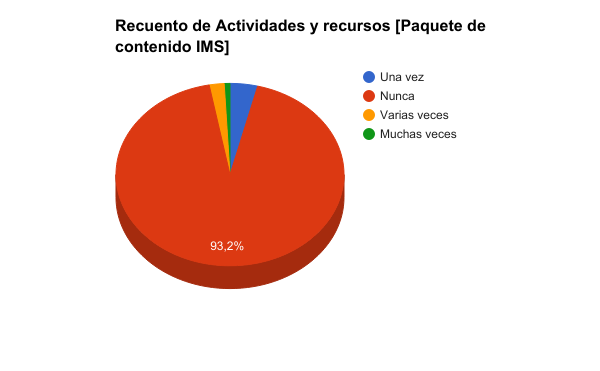 Recuento de Actividades y recursos [Paquete de
contenido IMS]
Una vez
Nunca
Varias veces
Muchas veces
93,2%